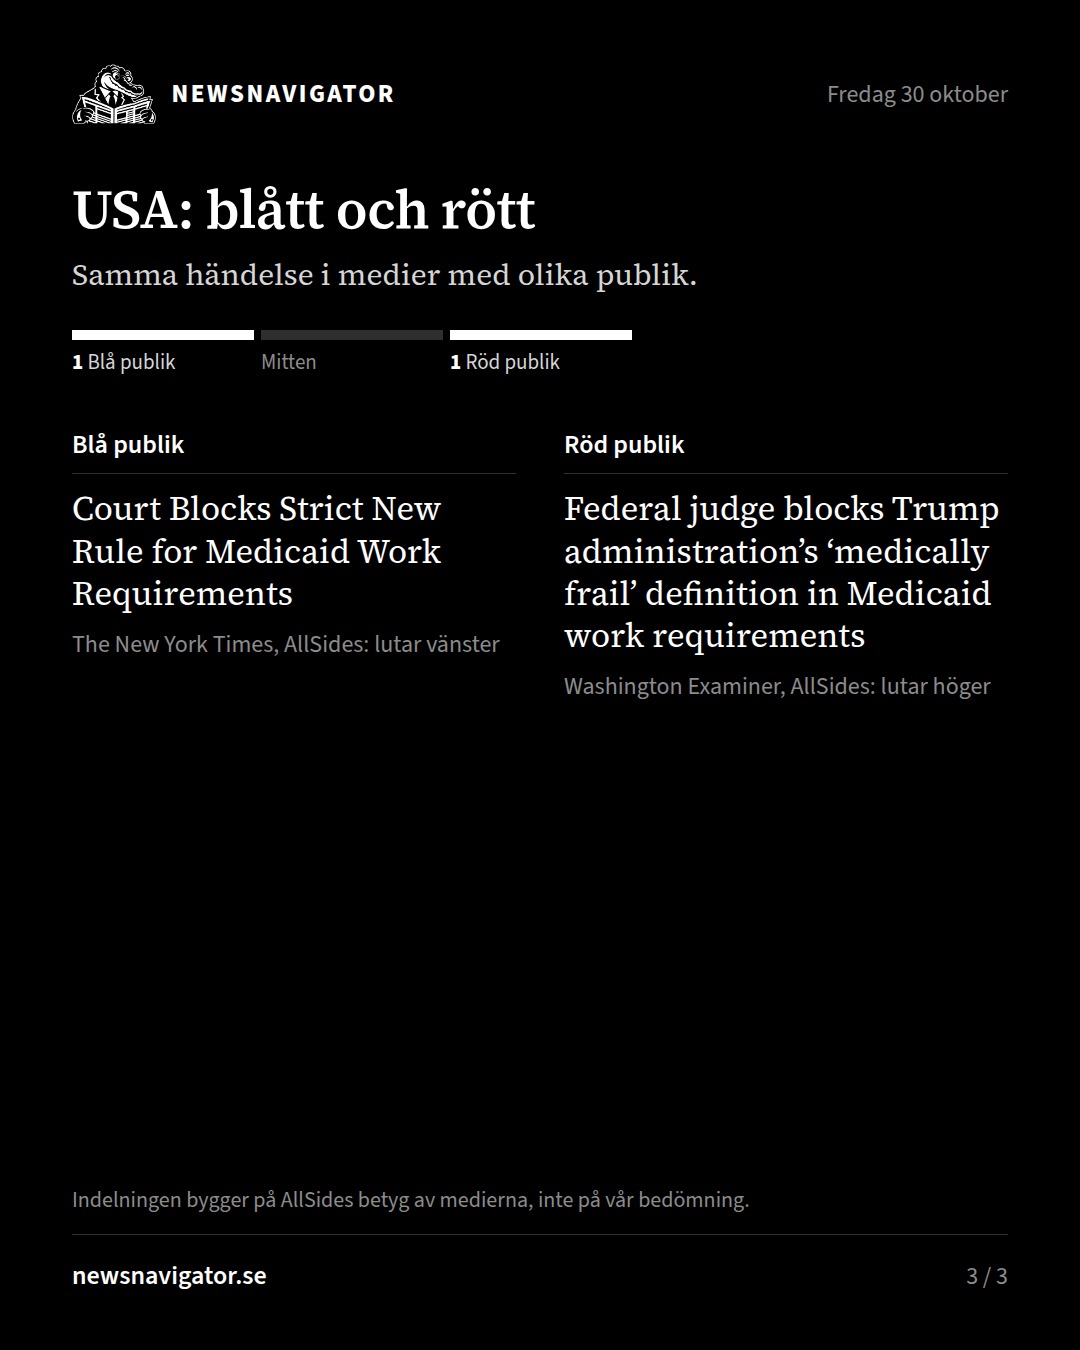 NEWSNAVIGATOR
Fredag 30 oktober
USA: blått och rött
Samma händelse i medier med olika publik.
1 Blå publik
Mitten
1 Röd publik
Blå publik
Court Blocks Strict New
Rule for Medicaid Work
Requirements
The New York Times, AllSides: lutar vänster
Röd publik
Federal judge blocks Trump
administration’s ‘medically
frail’ definition in Medicaid
work requirements
Washington Examiner, AllSides: lutar höger
Indelningen bygger på AllSides betyg av medierna, inte på vår bedömning.
newsnavigator.se
3 / 3